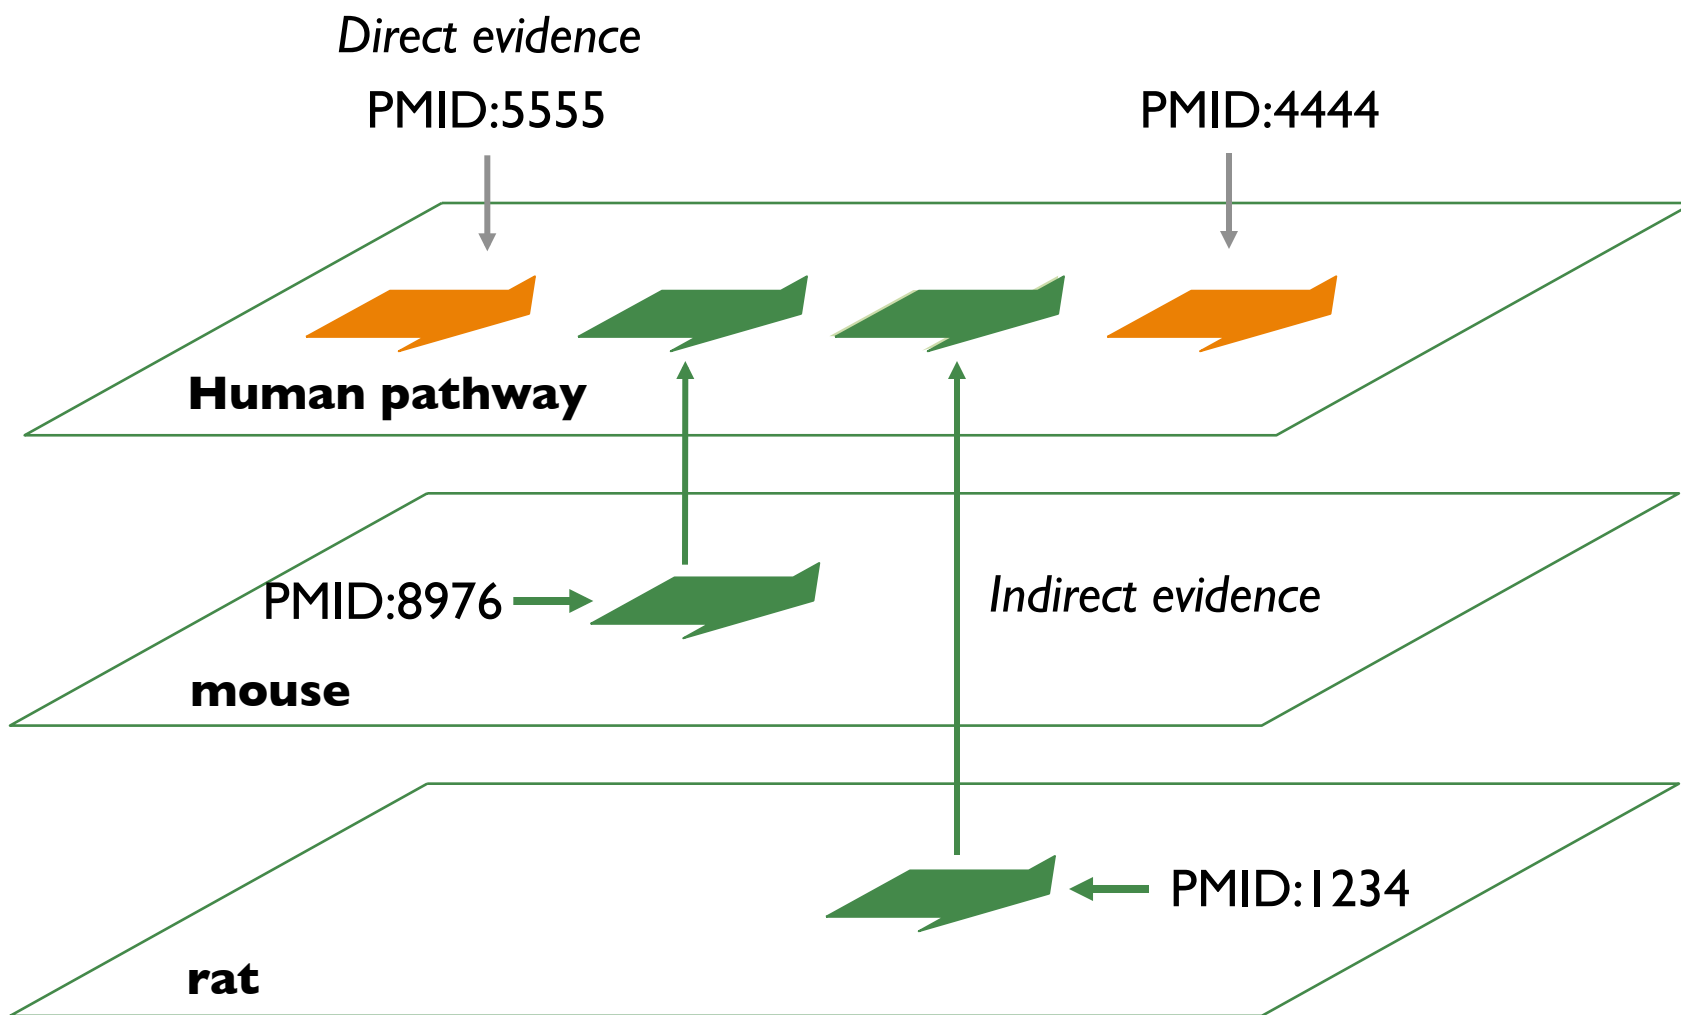 Direct evidence
PMID:5555
PMID:4444
Human pathway
PMID:8976
Indirect evidence
mouse
PMID:1234
rat